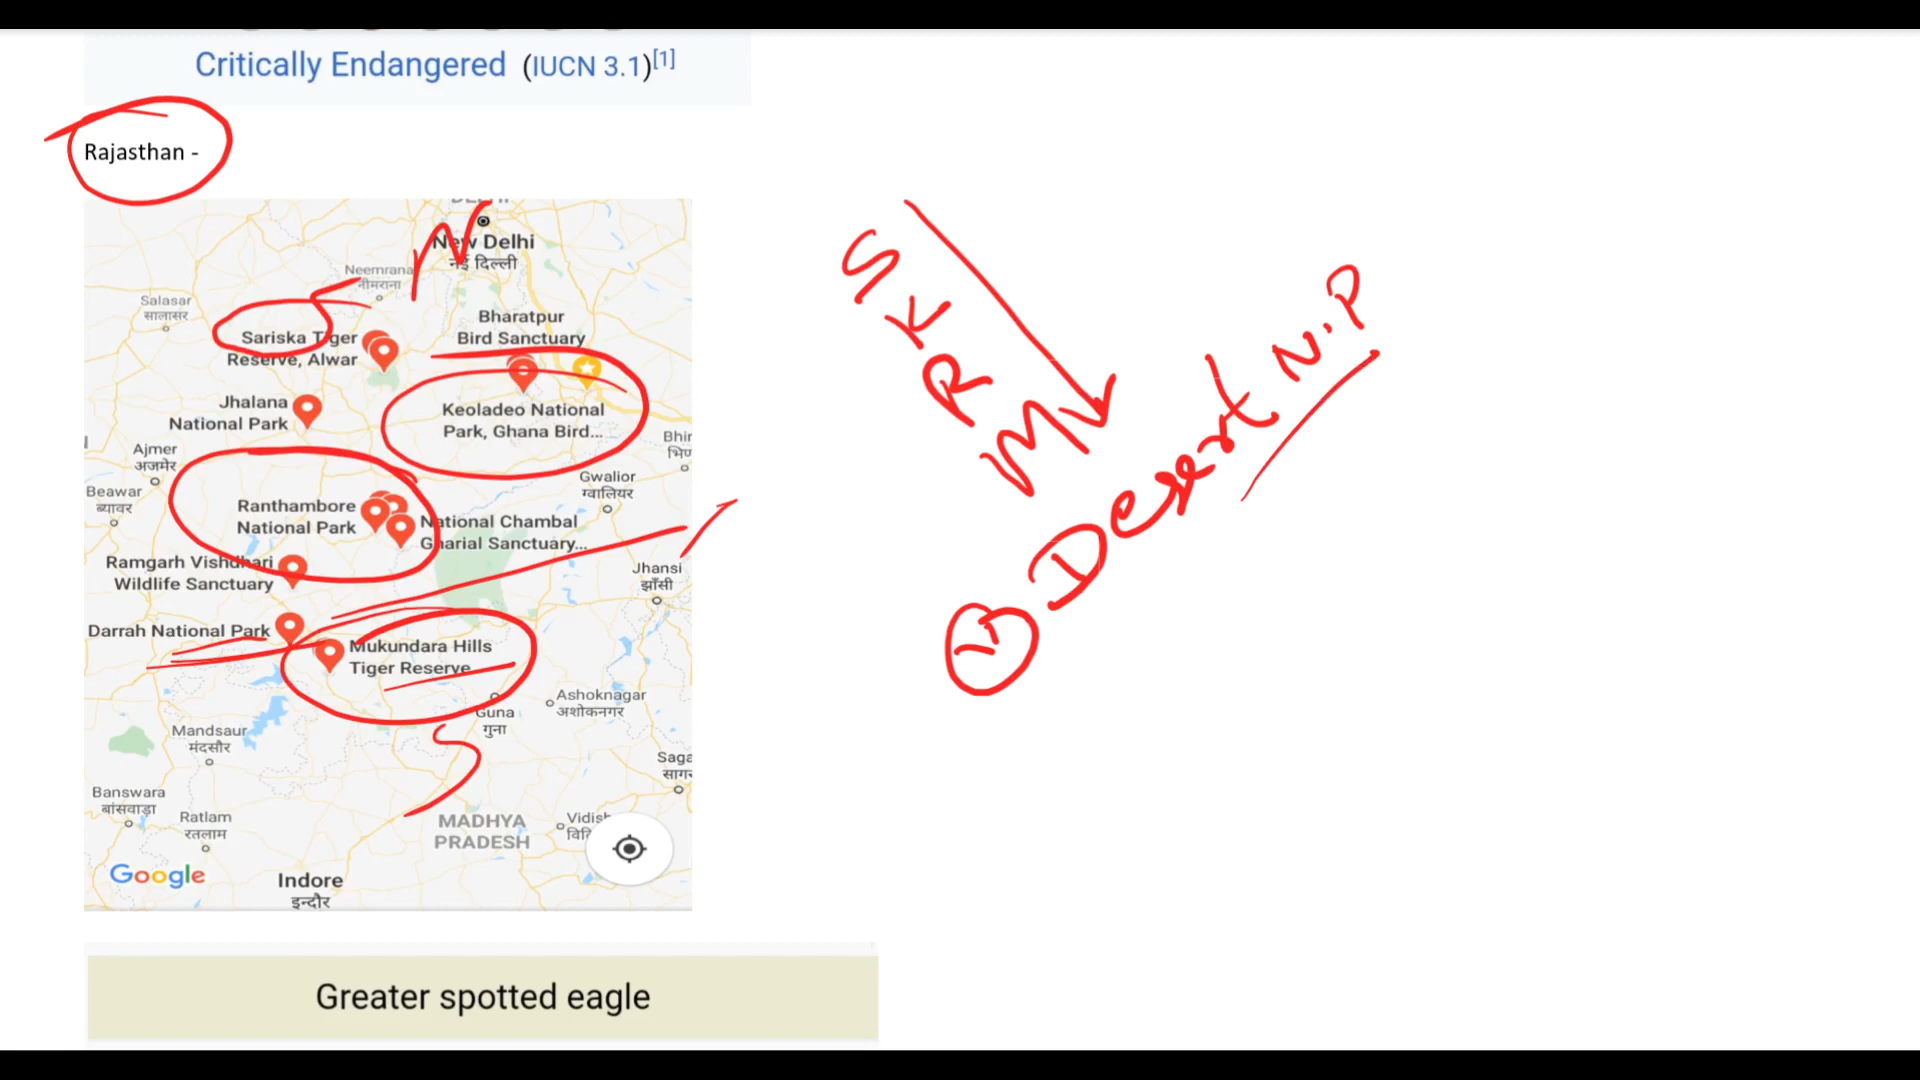 Critically Endangered (IUCN 3.1)[1]
Rajasthan -
New Delhi
नई दिल्ली
Neemrana
नीमराना
Salasar
सालासर
Bharatpur
Bird Sanctuary
Sariska Tiger
Reserve, Alwar
Jhalana
National Park
Keoladeo National
Park, Ghana Bird...
Ajmer
अजमेर
Beawar
ब्यावर
Gwalior
ग्वालियर
Ranthambore
National Park
National Chambal
Gharial Sanctuary...
Ramgarh Vishdhari
Wildlife Sanctuary
Jhansi
झाँसी
Darrah National Park
Mukundara Hills
Tiger Reserve
Guna
गुना
Ashoknagar
अशोकनगर
Mandsaur
मंदसौर
Banswara
बांसवाड़ा
Ratlam
रतलाम
MADHYA
PRADESH
Google
Indore
इन्दौर
N
S
S
K
R
M
Desert N.P
Greater spotted eagle